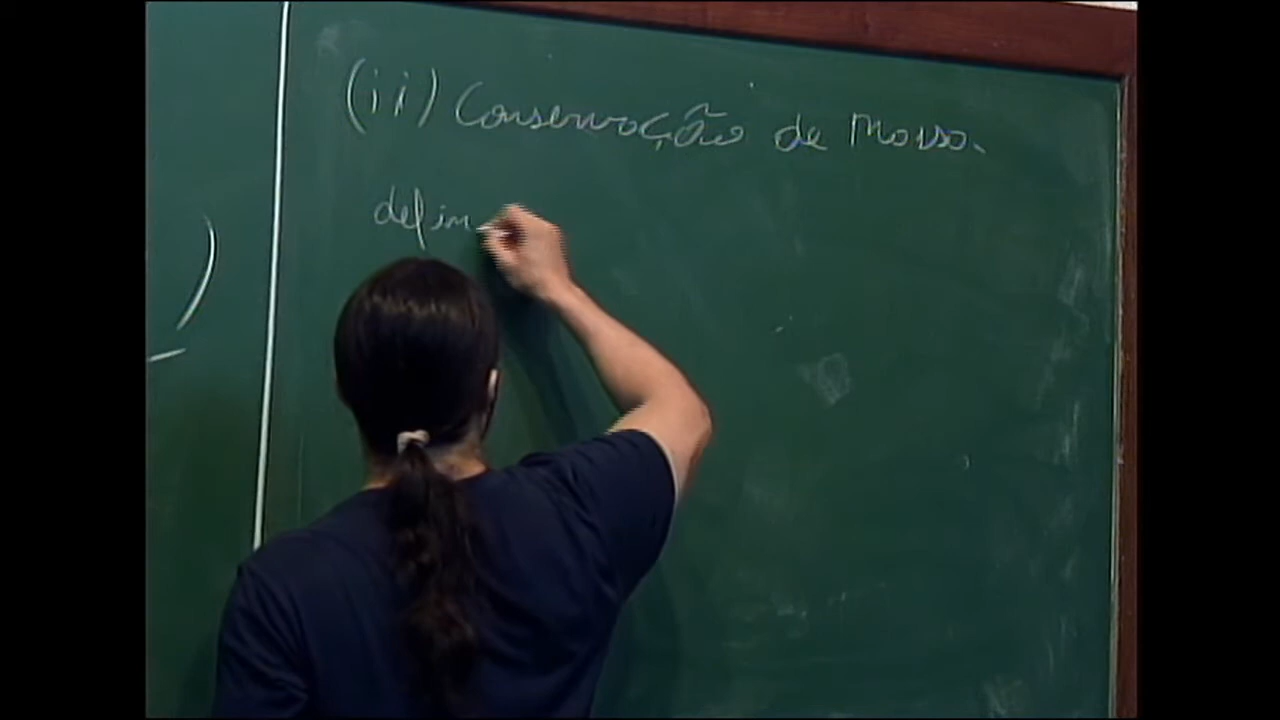 (ii) Conservação de Massa.
defin